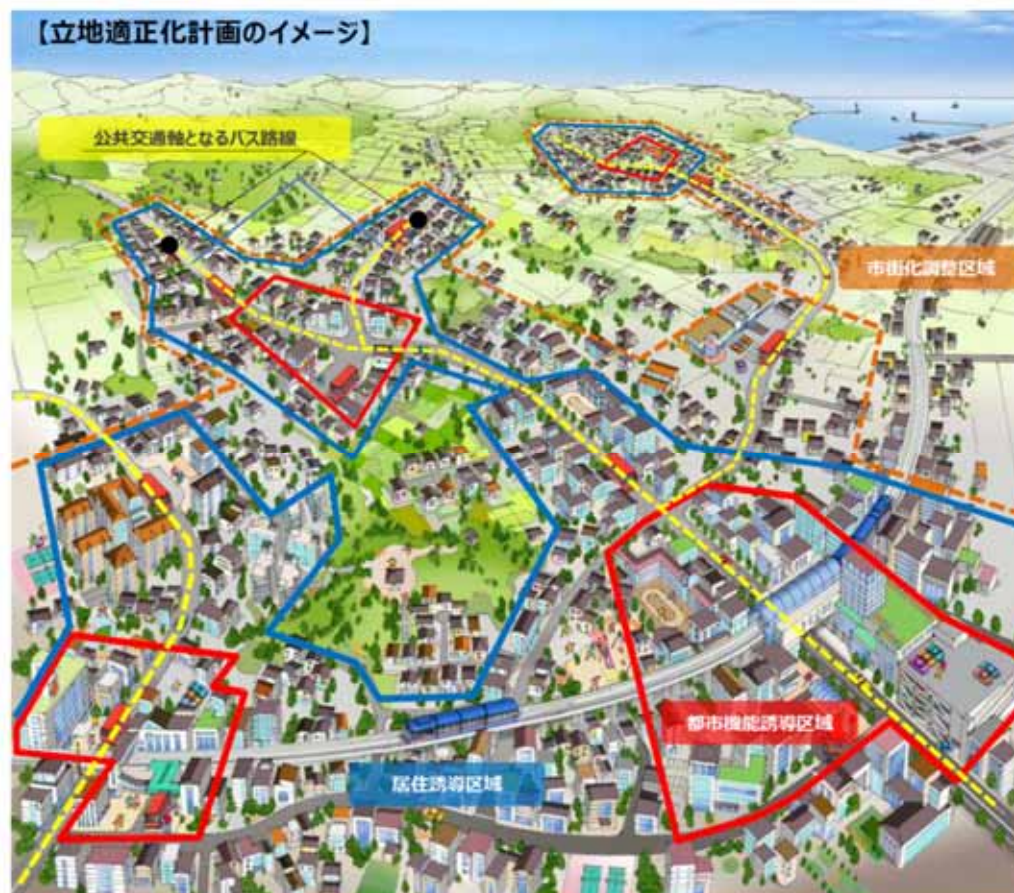 【立地適正化計画のイメージ】
公共交通軸となるバス路線
市街化調整区域
都市機能誘導区域
居住誘導区域